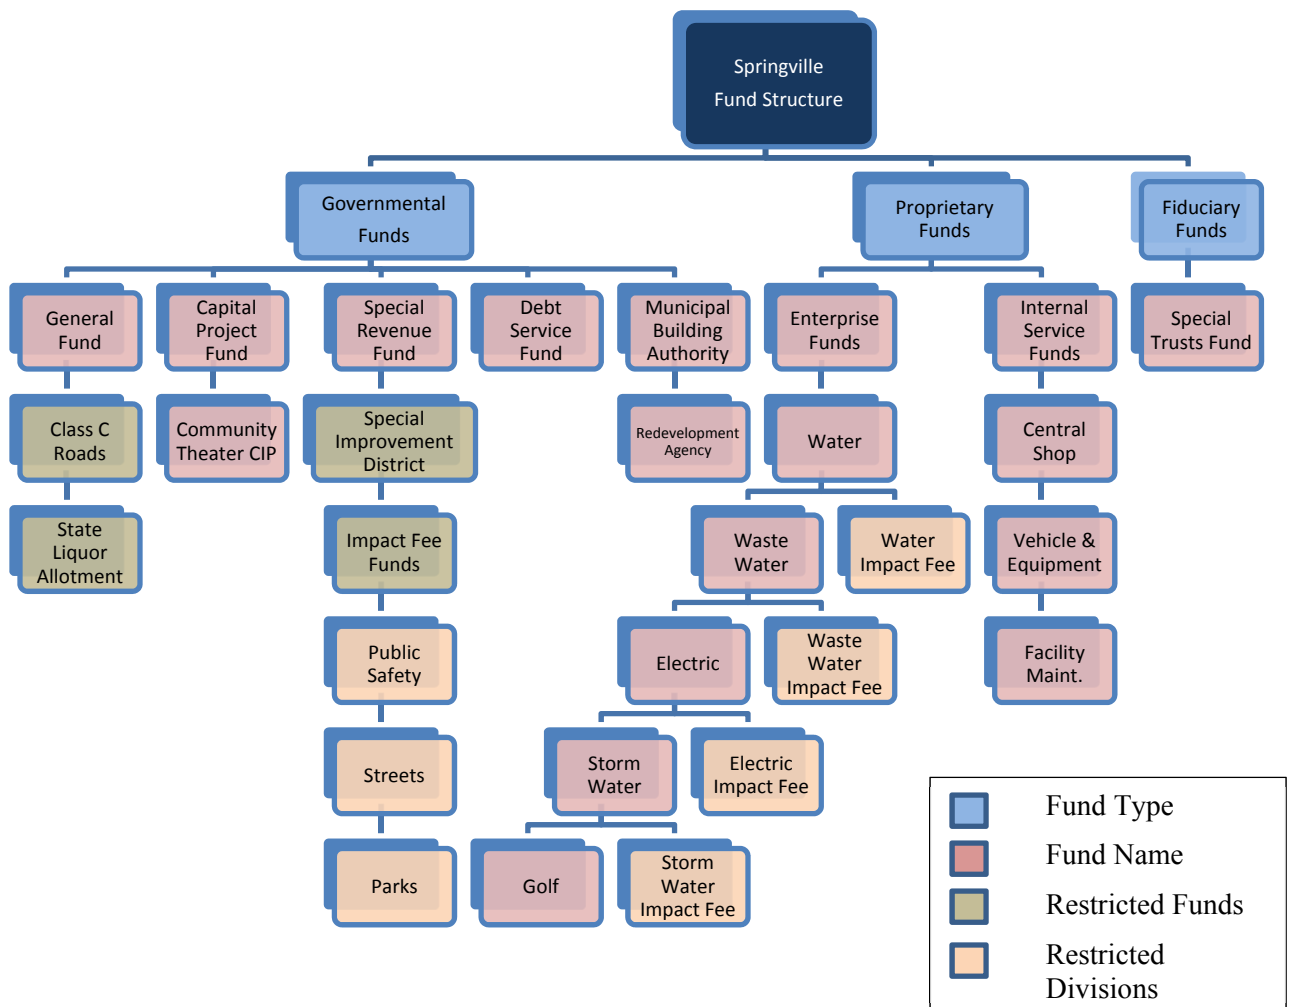 Springville
Fund Structure
Governmental
Funds
Proprietary
Funds
Fiduciary
Funds
General
Fund
Capital
Project
Fund
Special
Revenue
Fund
Debt
Service
Fund
Municipal
Building
Authority
Enterprise
Funds
Internal
Service
Funds
Special
Trusts Fund
Class C
Roads
Community
Theater CIP
Special
Improvement
District
Redevelopment
Agency
Water
Central
Shop
State
Liquor
Allotment
Impact Fee
Funds
Waste
Water
Water
Impact Fee
Vehicle &
Equipment
Public
Safety
Electric
Waste
Water
Impact Fee
Facility
Maint.
Streets
Storm
Water
Electric
Impact Fee
Parks
Golf
Storm
Water
Impact Fee
Fund Type
Fund Name
Restricted Funds
Restricted
Divisions